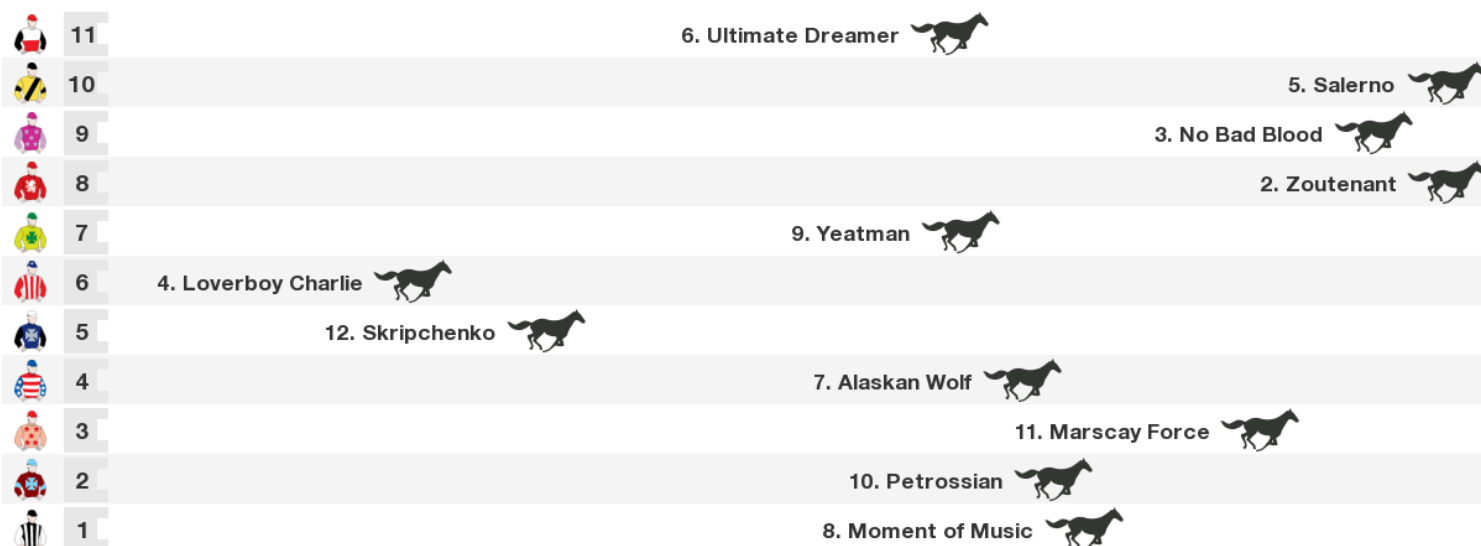 11 6. Ultimate Dreamer
10 5. Salerno
9 3. No Bad Blood
8 2. Zoutenant
7 9. Yeatman
6 4. Loverboy Charlie
5 12. Skripchenko
4 7. Alaskan Wolf
3 11. Marscay Force
2 10. Petrossian
1 8. Moment of Music